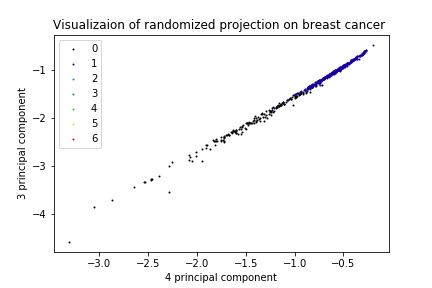 Visualizaion of randomized projection on breast cancer
0
1
2
3
4
5
6
−1
−2
−3
−4
3 principal component
−3.0 −2.5 −2.0 −1.5 −1.0 −0.5
4 principal component